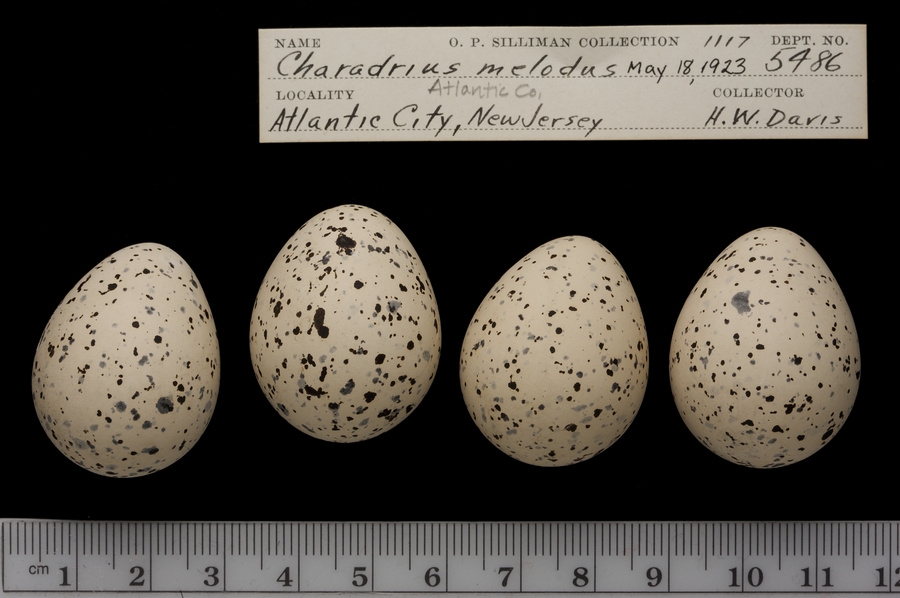 NAME O. P. SILLIMAN COLLECTION 1117 DEPT. NO.
Charadrius melodus May 18, 1923 5486
LOCALITY Atlantic Co. COLLECTOR
Atlantic City, New Jersey H.W. Davis
cm 1 2 3 4 5 6 7 8 9 10 11 12